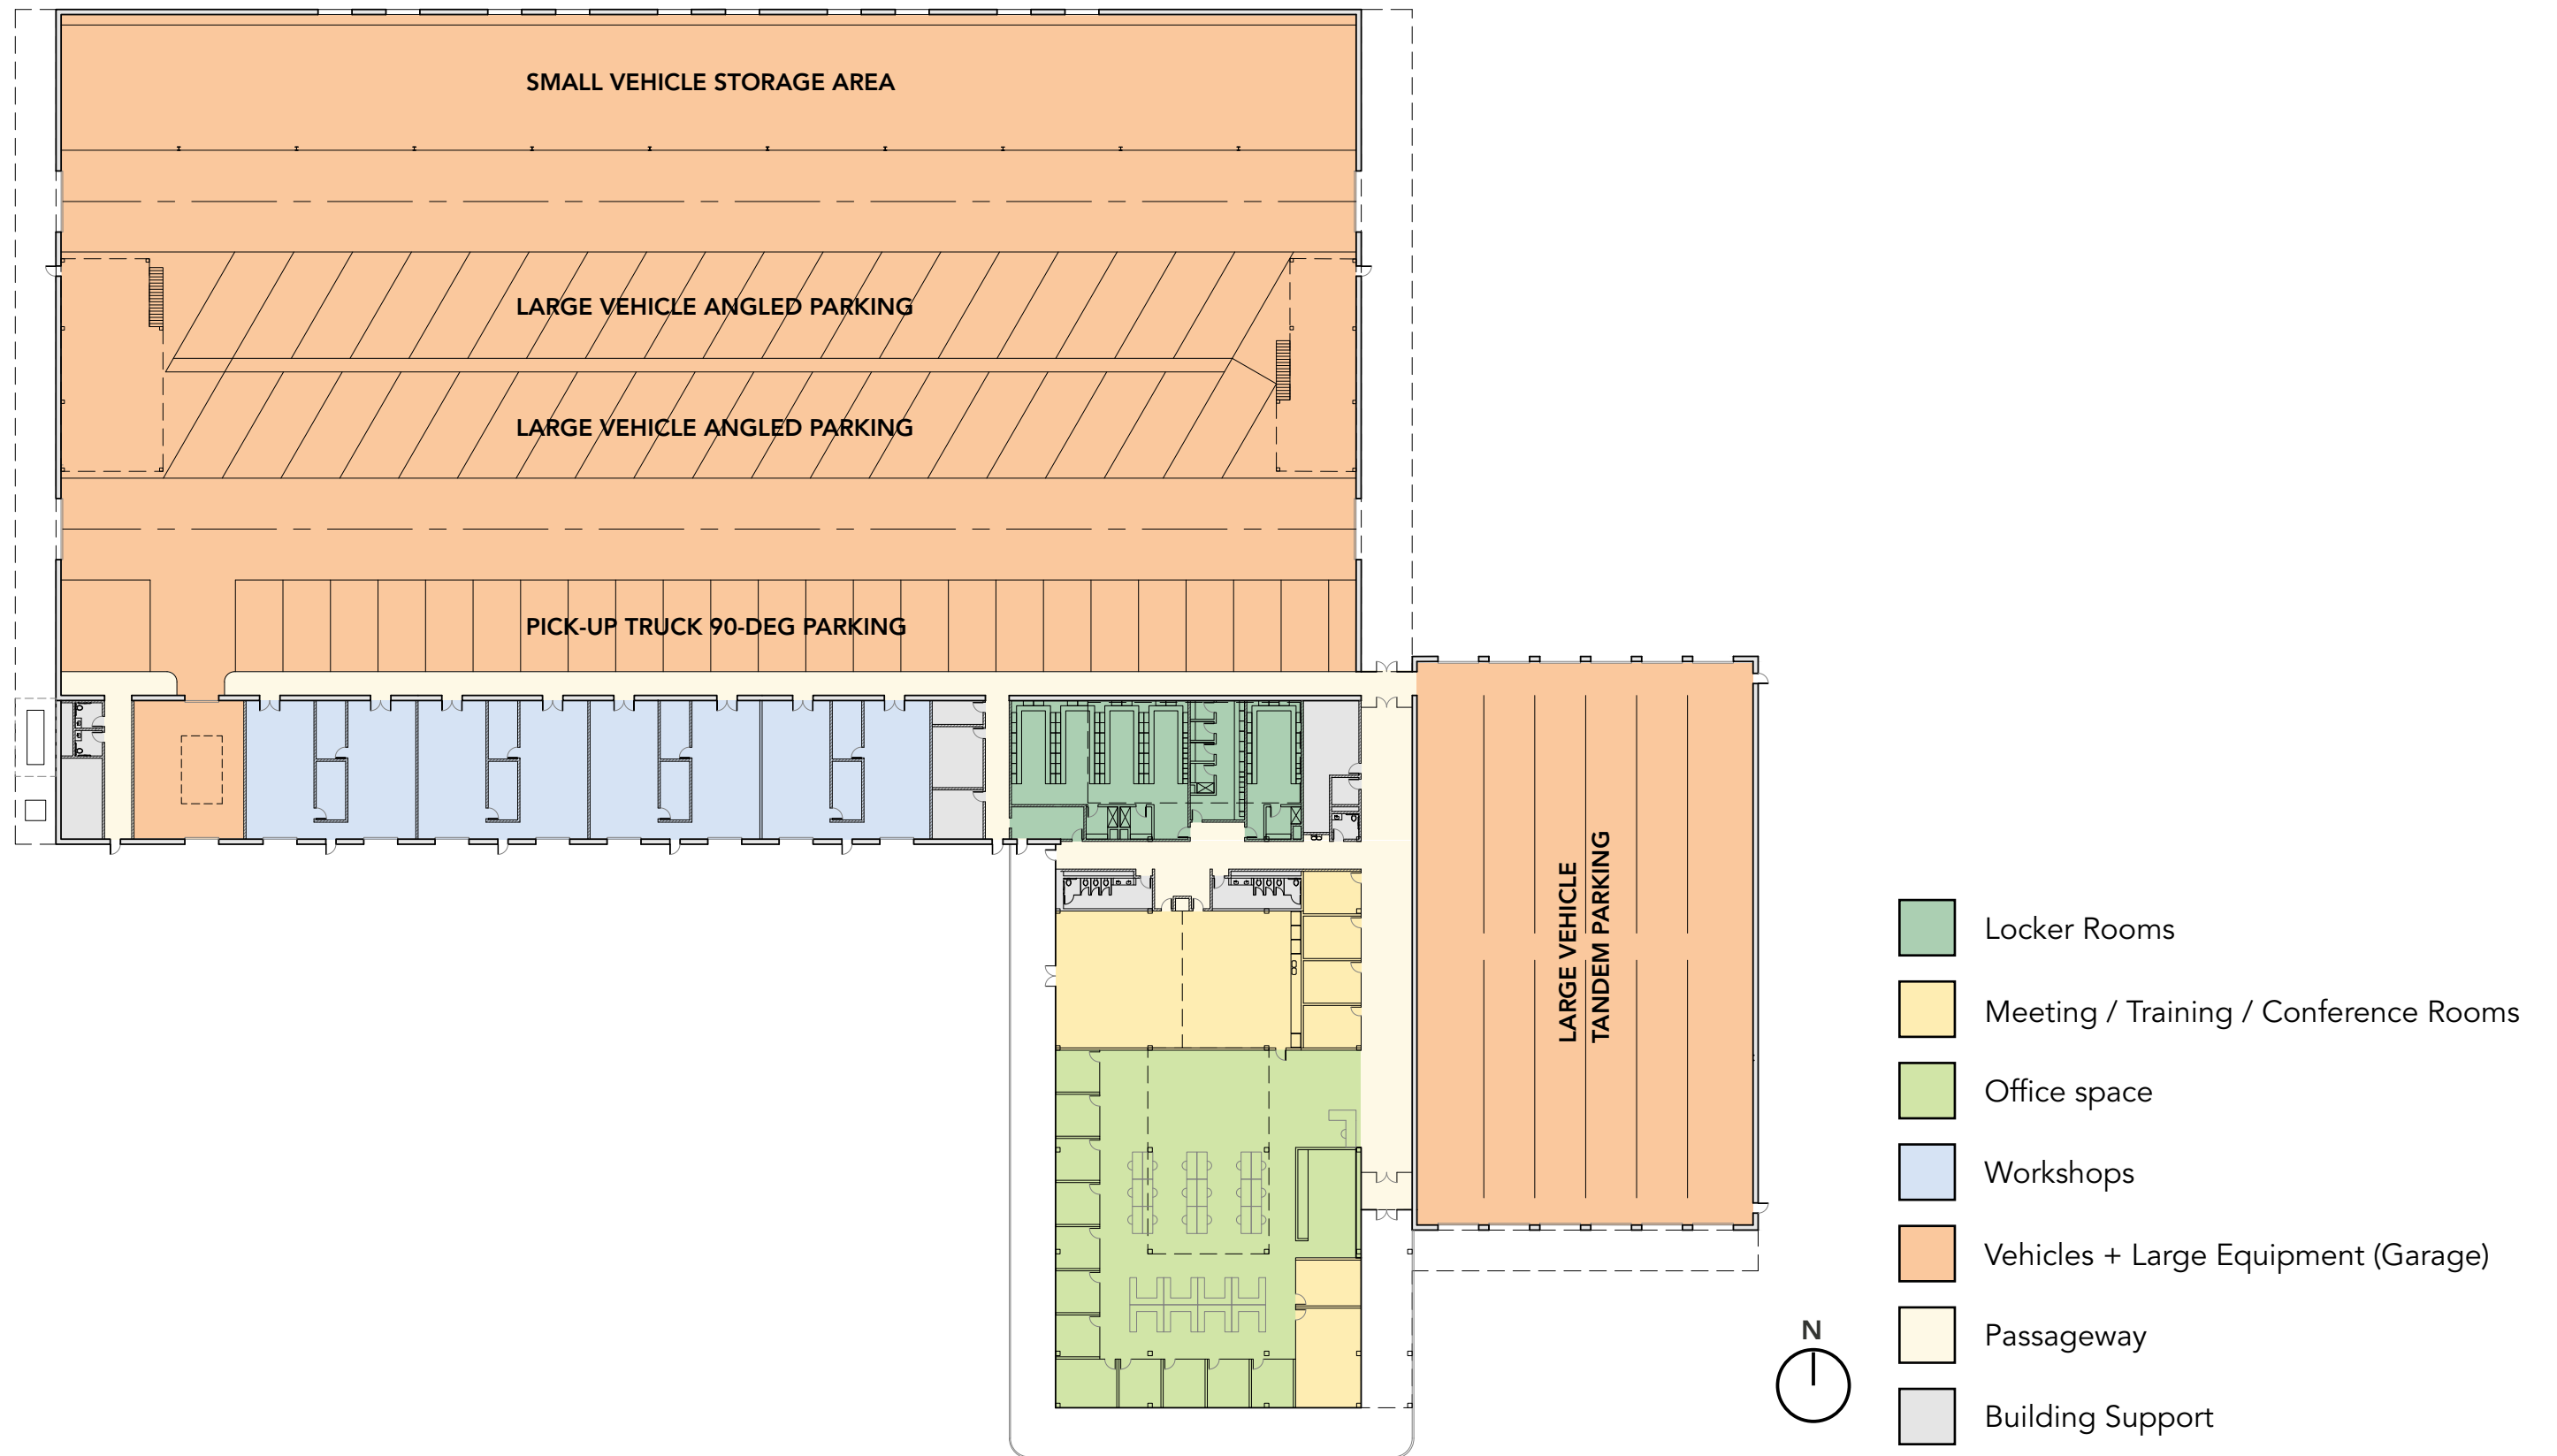 SMALL VEHICLE STORAGE AREA
LARGE VEHICLE ANGLED PARKING
LARGE VEHICLE ANGLED PARKING
PICK-UP TRUCK 90-DEG PARKING
LARGE VEHICLE
TANDEM PARKING
Locker Rooms
Meeting / Training / Conference Rooms
Office space
Workshops
Vehicles + Large Equipment (Garage)
Passageway
Building Support
N